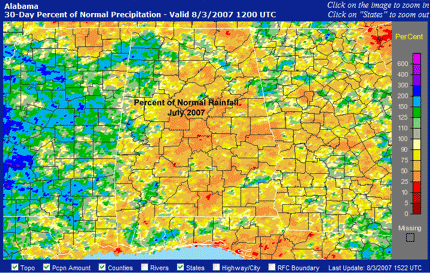 Alabama
30-Day Percent of Normal Precipitation - Valid 8/3/2007 1200 UTC
Click on the image to zoom in
Click on "States" to zoom out
PerCent
600
400
300
200
150
125
110
100
90
75
50
25
10
5
0
Missing
Percent of Normal Rainfall
July 2007
Topo
Pcpn Amount
Counties
Rivers
States
Highway/City
RFC Boundary
Last Update: 8/3/2007 1522 UTC